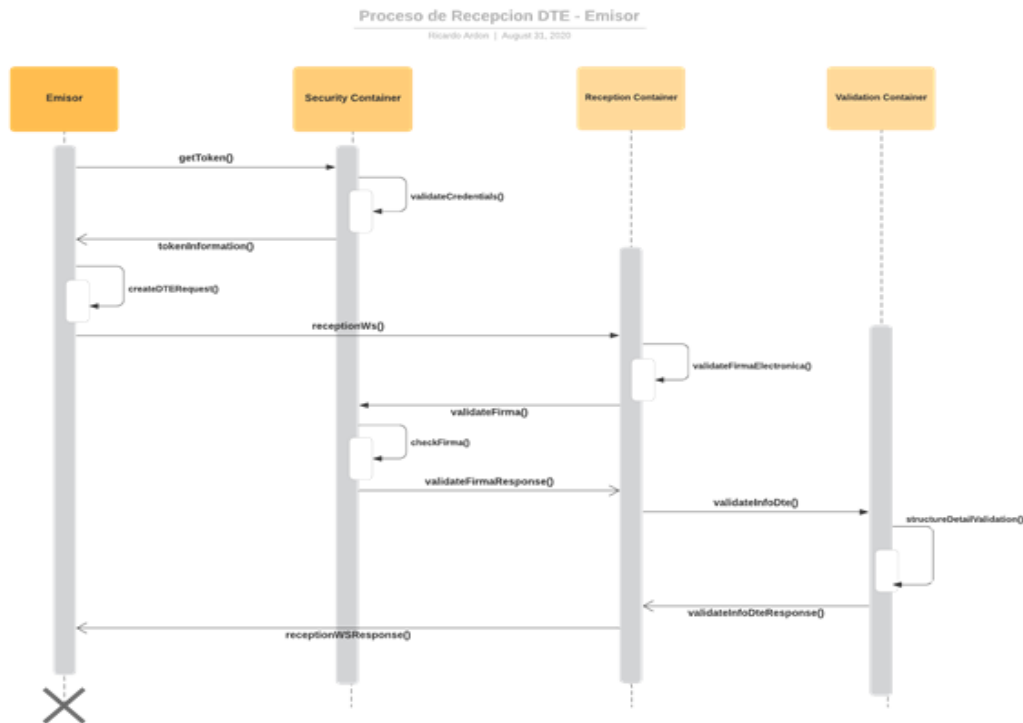 Proceso de Recepcion DTE - Emisor
Ricardo Ardon | August 31, 2020
Emisor
Security Container
Reception Container
Validation Container
getToken()
validateCredentials()
tokenInformation()
createDTERequest()
receptionWs()
validateFirmaElectronica()
validateFirma()
checkFirma()
validateFirmaResponse()
validateInfoDte()
structureDetailValidation()
validateInfoDteResponse()
receptionWSResponse()